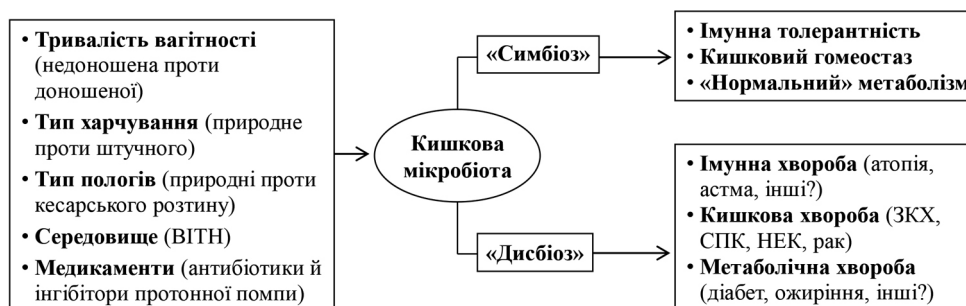 • Тривалість вагітності
(недоношена проти
доношеної)
• Тип харчування (природне
проти штучного)
• Тип пологів (природні проти
кесарського розтину)
• Середовище (ВІТН)
• Медикаменти (антибіотики й
інгібітори протонної помпи)
Кишкова
мікробіота
«Симбіоз»
• Імунна толерантність
• Кишковий гомеостаз
• «Нормальний» метаболізм
«Дисбіоз»
• Імунна хвороба (атопія,
астма, інші?)
• Кишкова хвороба (ЗКХ,
СПК, НЕК, рак)
• Метаболічна хвороба
(діабет, ожиріння, інші?)